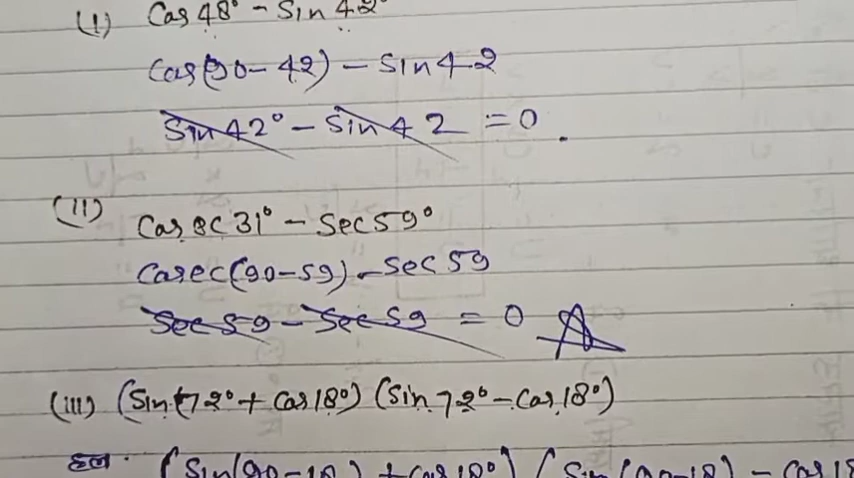 (I) Cos 48° - Sin 42°
Cos(90-42) - Sin 42
Sin 42° - Sin 42 = 0.
(II) Cosec 31° - Sec 59°
Cosec(90-59) - Sec 59
Sec 59 - Sec 59 = 0 A
(III) (Sin 72° + Cos 18°) (Sin 72° - Cos 18°)
हल. (Sin(90-18) + Cos 18°) (Sin(90-18) - Cos 18